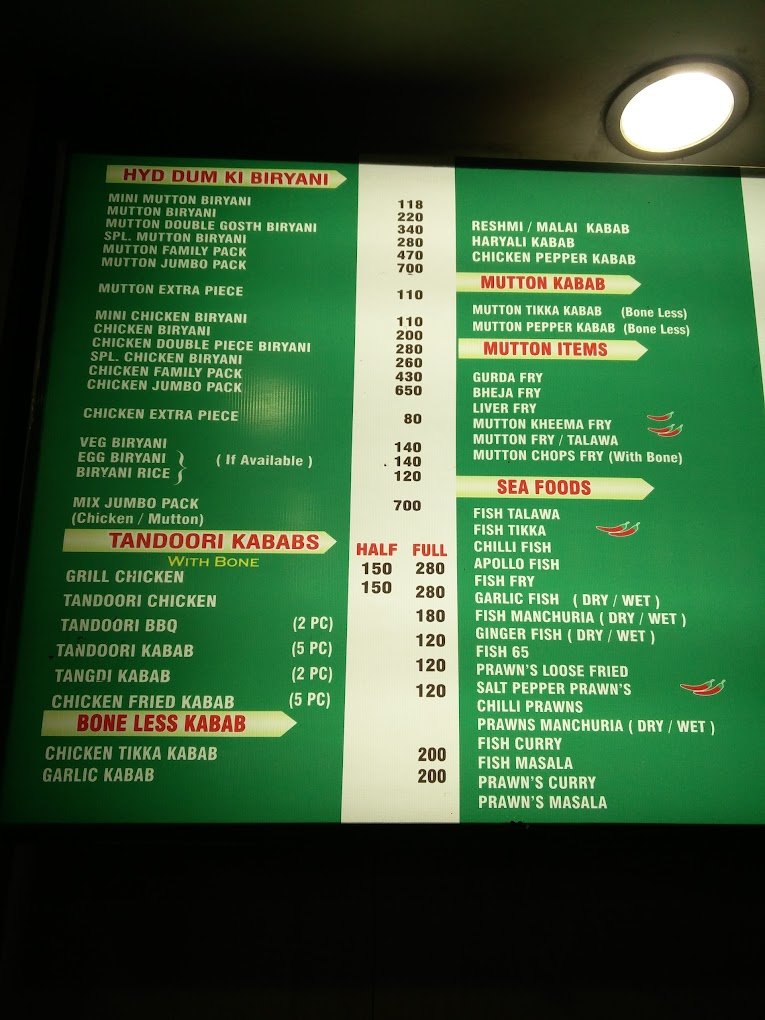 HYD DUM KI BIRYANI
MINI MUTTON BIRYANI 118
MUTTON BIRYANI 220
MUTTON DOUBLE GOSTH BIRYANI 340
SPL. MUTTON BIRYANI 280
MUTTON FAMILY PACK 470
MUTTON JUMBO PACK 700
MUTTON EXTRA PIECE 110
MINI CHICKEN BIRYANI 110
CHICKEN BIRYANI 200
CHICKEN DOUBLE PIECE BIRYANI 280
SPL. CHICKEN BIRYANI 260
CHICKEN FAMILY PACK 430
CHICKEN JUMBO PACK 650
CHICKEN EXTRA PIECE 80
VEG BIRYANI 140
EGG BIRYANI ( If Available ) 140
BIRYANI RICE 120
MIX JUMBO PACK 700
(Chicken / Mutton)
TANDOORI KABABS HALF FULL
WITH BONE
GRILL CHICKEN 150 280
TANDOORI CHICKEN 150 280
TANDOORI BBQ (2 PC) 180
TANDOORI KABAB (5 PC) 120
TANGDI KABAB (2 PC) 120
CHICKEN FRIED KABAB (5 PC) 120
BONE LESS KABAB
CHICKEN TIKKA KABAB 200
GARLIC KABAB 200
RESHMI / MALAI KABAB
HARYALI KABAB
CHICKEN PEPPER KABAB
MUTTON KABAB
MUTTON TIKKA KABAB (Bone Less)
MUTTON PEPPER KABAB (Bone Less)
MUTTON ITEMS
GURDA FRY
BHEJA FRY
LIVER FRY
MUTTON KHEEMA FRY
MUTTON FRY / TALAWA
MUTTON CHOPS FRY (With Bone)
SEA FOODS
FISH TALAWA
FISH TIKKA
CHILLI FISH
APOLLO FISH
FISH FRY
GARLIC FISH ( DRY / WET )
FISH MANCHURIA ( DRY / WET )
GINGER FISH ( DRY / WET )
FISH 65
PRAWN'S LOOSE FRIED
SALT PEPPER PRAWN'S
CHILLI PRAWNS
PRAWNS MANCHURIA ( DRY / WET )
FISH CURRY
FISH MASALA
PRAWN'S CURRY
PRAWN'S MASALA